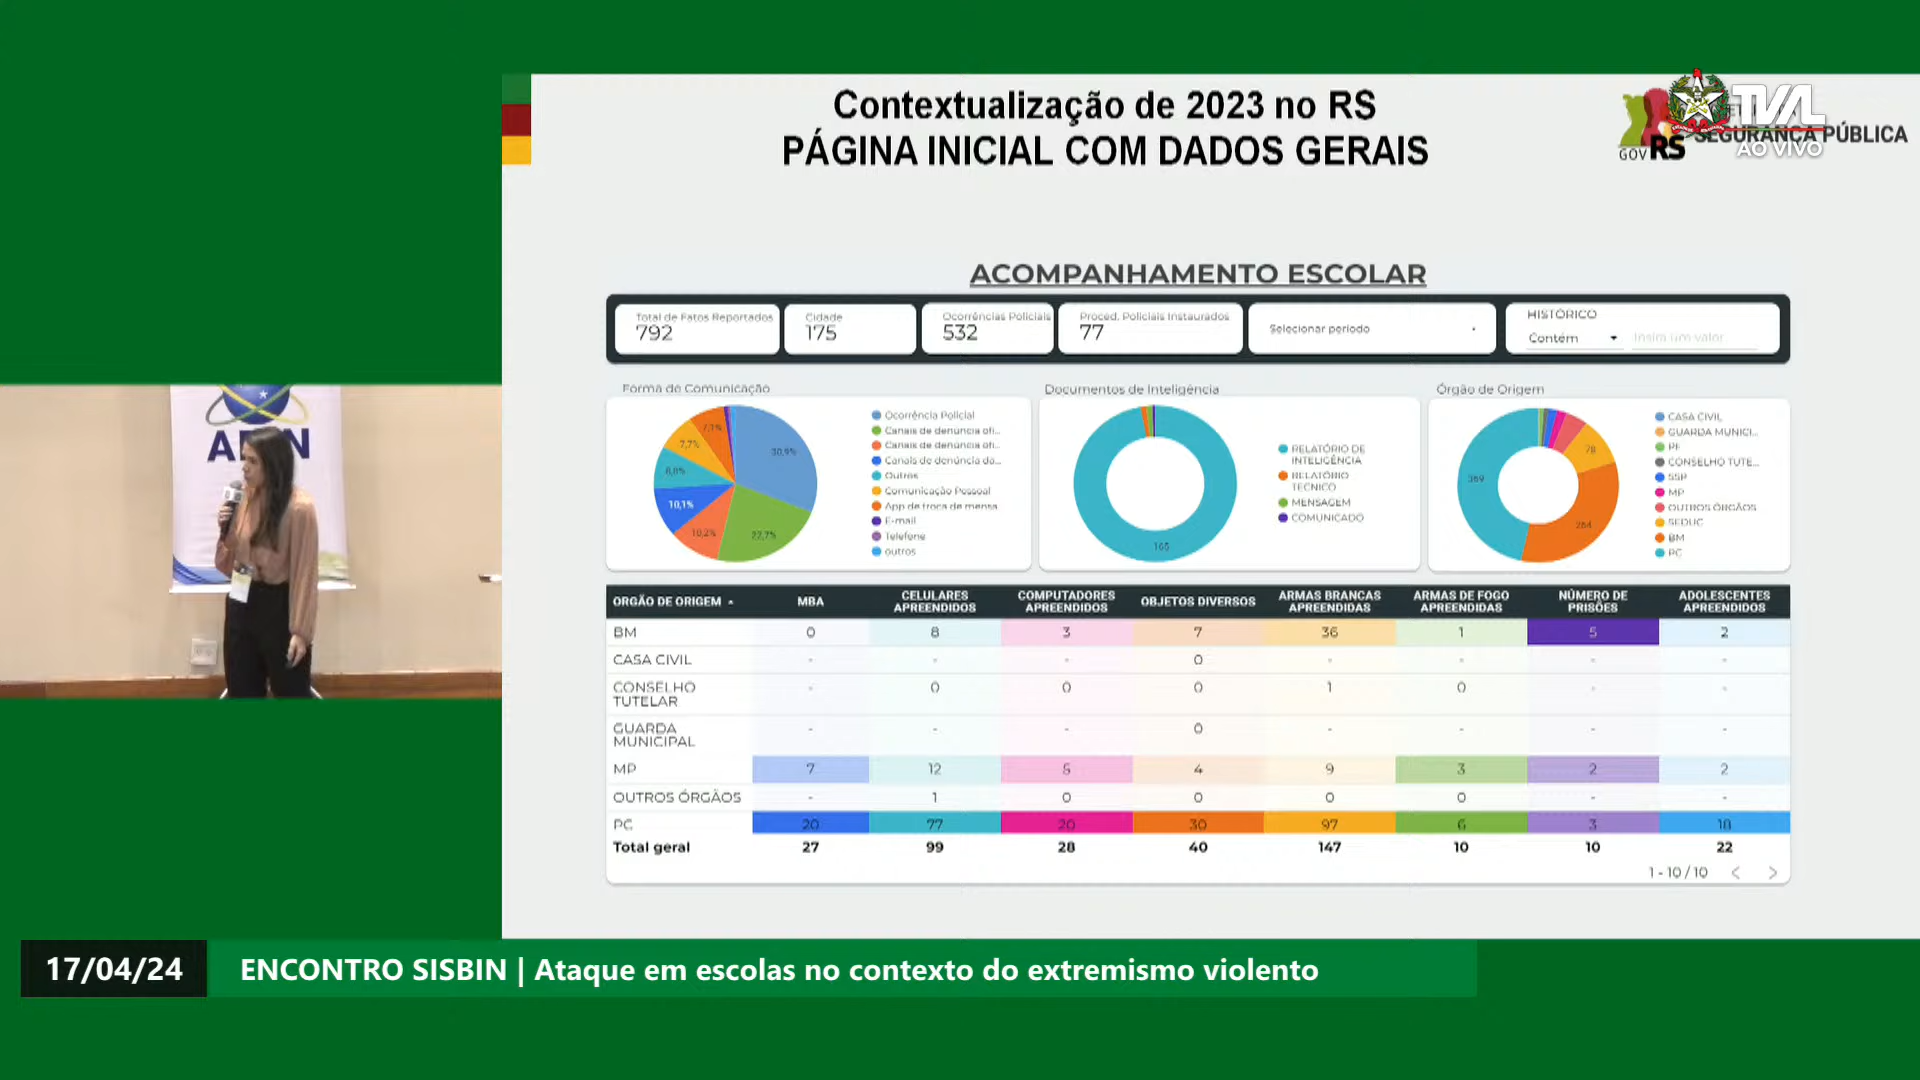 Contextualização de 2023 no RS
PÁGINA INICIAL COM DADOS GERAIS
GOV RS
SEGURANÇA PÚBLICA
TVAL
AO VIVO
ACOMPANHAMENTO ESCOLAR
Total de Fatos Reportados
792
Cidade
175
Ocorrências Policiais
532
Proced. Policiais Instaurados
77
Selecionar período
HISTÓRICO
Contém
Insira um valor
Forma de Comunicação
30,9%
22,7%
10,2%
10,1%
8,8%
7,7%
7,1%
Ocorrência Policial
Canais de denúncia ofi...
Canais de denúncia ofi...
Canais de denúncia da...
Outros
Comunicação Pessoal
App de troca de mensa
E-mail
Telefone
outros
Documentos de Inteligência
165
RELATÓRIO DE
INTELIGÊNCIA
RELATÓRIO
TÉCNICO
MENSAGEM
COMUNICADO
Órgão de Origem
369
264
78
CASA CIVIL
GUARDA MUNICI...
PF
CONSELHO TUTE...
SSP
MP
OUTROS ÓRGÃOS
SEDUC
BM
PC
ORGÃO DE ORIGEM MBA CELULARES APREENDIDOS COMPUTADORES APREENDIDOS OBJETOS DIVERSOS ARMAS BRANCAS APREENDIDAS ARMAS DE FOGO APREENDIDAS NÚMERO DE PRISÕES ADOLESCENTES APREENDIDOS
BM 0 8 3 7 36 1 5 2
CASA CIVIL - - - 0 - - - -
CONSELHO TUTELAR - 0 0 0 1 0 - -
GUARDA MUNICIPAL - - - 0 - - - -
MP 7 12 5 4 9 3 2 2
OUTROS ÓRGÃOS - 1 0 0 0 0 - -
PC 20 77 20 30 97 6 3 18
Total geral 27 99 28 40 147 10 10 22
1 - 10 / 10 < >
17/04/24
ENCONTRO SISBIN | Ataque em escolas no contexto do extremismo violento